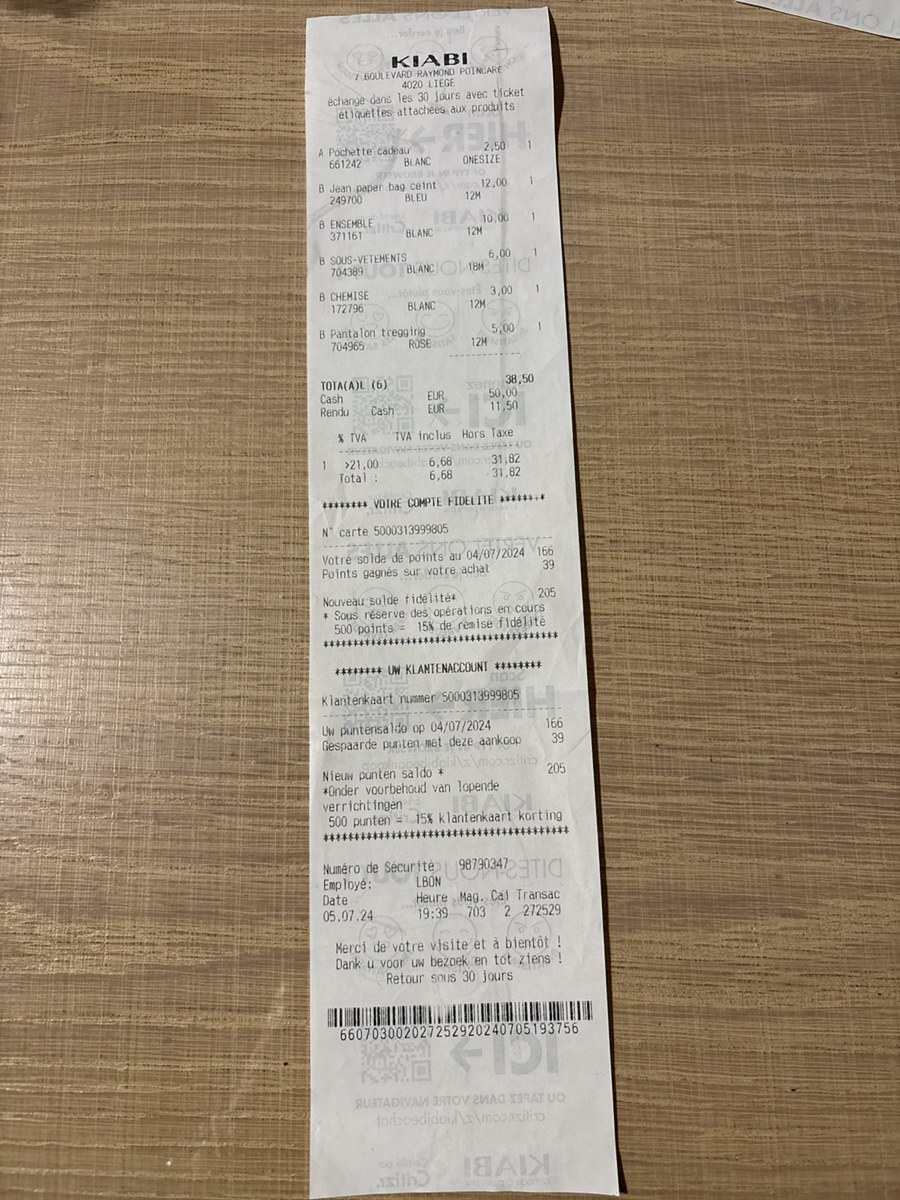 KIABI
7 BOULEVARD RAYMOND POINCARE
4020 LIEGE
échange dans les 30 jours avec ticket
étiquettes attachées aux produits
A Pochette cadeau 2,50 1
661242 BLANC ONESIZE
B Jean paper bag ceint 12,00 1
249700 BLEU 12M
B ENSEMBLE 10,00 1
371161 BLANC 12M
B SOUS-VETEMENTS 6,00 1
704389 BLANC 18M
B CHEMISE 3,00 1
172796 BLANC 12M
B Pantalon tregging 5,00 1
704965 ROSE 12M
--------------
TOTA(A)L (6) 38,50
Cash EUR 50,00
Rendu Cash EUR 11,50
% TVA TVA inclus Hors Taxe
1 >21,00 6,68 31,82
Total : 6,68 31,82
******** VOTRE COMPTE FIDELITE ********
N° carte 5000313999805
Votre solde de points au 04/07/2024 166
Points gagnés sur votre achat 39
Nouveau solde fidélité* 205
* Sous réserve des opérations en cours
500 points = 15% de remise fidélité
******** UW KLANTENACCOUNT ********
Klantenkaart nummer 5000313999805
Uw puntensaldo op 04/07/2024 166
Gespaarde punten met deze aankoop 39
Nieuw punten saldo * 205
*Onder voorbehoud van lopende
verrichtingen
500 punten = 15% klantenkaart korting
Numéro de Sécurité 98790347
Employé: LBON
Date Heure Mag. Cai Transac
05.07.24 19:39 703 2 272529
Merci de votre visite et à bientôt !
Dank u voor uw bezoek en tot ziens !
Retour sous 30 jours
66070300202725292024070519375​6